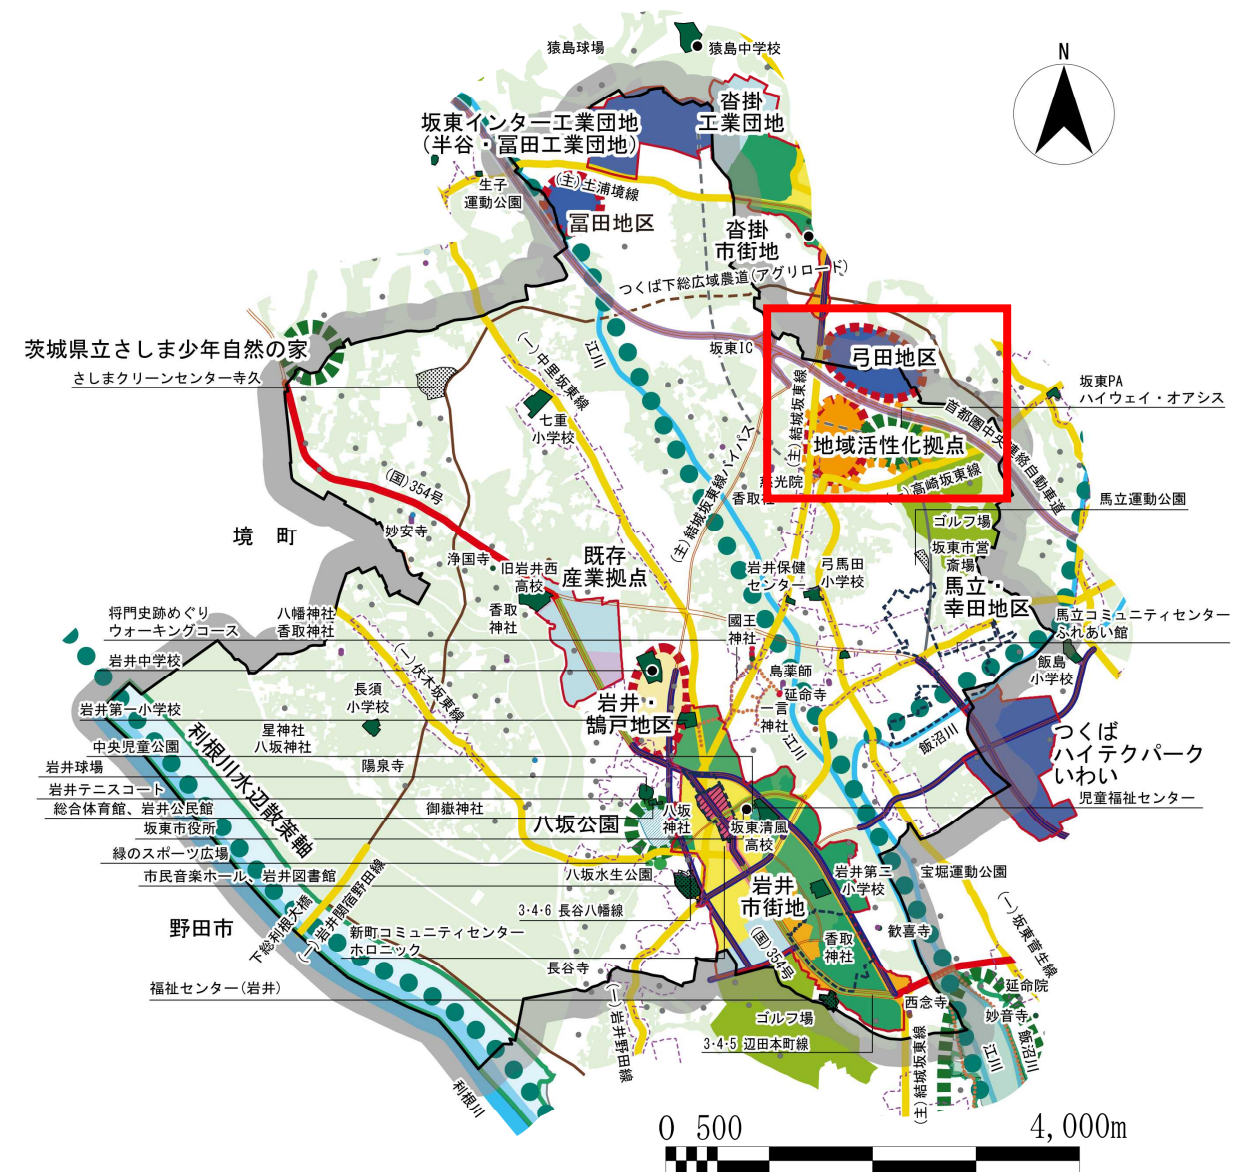 猿島球場
猿島中学校
N
沓掛
工業団地
坂東インター工業団地
(半谷・冨田工業団地)
生子
運動公園
(主)土浦境線
冨田地区
沓掛
市街地
つくば下総広域農道(アグリロード)
茨城県立さしま少年自然の家
さしまクリーンセンター寺久
(一)中里坂東線
江川
坂東IC
弓田地区
坂東PA
ハイウェイ・オアシス
首都圏中央連絡自動車道
七重
小学校
(主)結城坂東線
地域活性化拠点
(主)結城坂東線バイパス
慈光院
香取社
高崎坂東線
馬立運動公園
(国)354号
ゴルフ場
坂東市営
斎場
境 町
妙安寺
浄国寺
旧岩井西
高校
既存
産業拠点
岩井保健
センター
弓馬田
小学校
馬立・
幸田地区
将門史跡めぐり
ウォーキングコース
八幡神社
香取神社
香取
神社
國王
神社
馬立コミュニティセンター
ふれあい館
岩井中学校
(一)伏木坂東線
島薬師
延命寺
飯島
小学校
岩井第一小学校
長須
小学校
岩井・
鵠戸地区
一言
神社
星神社
八坂神社
利根川水辺散策軸
江川
飯沼川
つくば
ハイテクパーク
いわい
中央児童公園
陽泉寺
岩井球場
岩井テニスコート
総合体育館、岩井公民館
御嶽神社
児童福祉センター
坂東市役所
八坂公園
八坂
神社
坂東清風
高校
緑のスポーツ広場
市民音楽ホール、岩井図書館
八坂水生公園
岩井
市街地
岩井第二
小学校
宝堀運動公園
野田市
下総利根大橋
(一)岩井関宿野田線
3・4・6 長谷八幡線
新町コミュニティセンター
ホロニック
(国)354号
香取
神社
歓喜寺
(一)坂東菅生線
長谷寺
福祉センター(岩井)
(一)岩井野田線
ゴルフ場
西念寺
延命院
妙音寺
飯沼川
江川
3・4・5 辺田本町線
(主)結城坂東線
利根川
0 500 4,000m